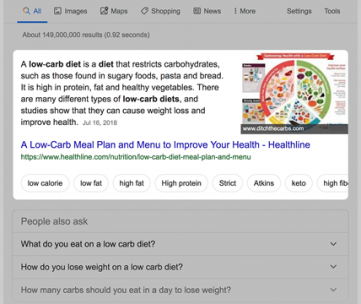 All Images Maps Shopping News More Settings Tools
About 149,000,000 results (0.92 seconds)
A low-carb diet is a diet that restricts carbohydrates,
such as those found in sugary foods, pasta and bread.
It is high in protein, fat and healthy vegetables. There
are many different types of low-carb diets, and
studies show that they can cause weight loss and
improve health. Jul 16, 2018
www.ditchthecarbs.com
A Low-Carb Meal Plan and Menu to Improve Your Health - Healthline
https://www.healthline.com/nutrition/low-carb-diet-meal-plan-and-menu
low calorie low fat high fat High protein Strict Atkins keto high fib
People also ask
What do you eat on a low carb diet?
How do you lose weight on a low carb diet?
How many carbs should you eat in a day to lose weight?